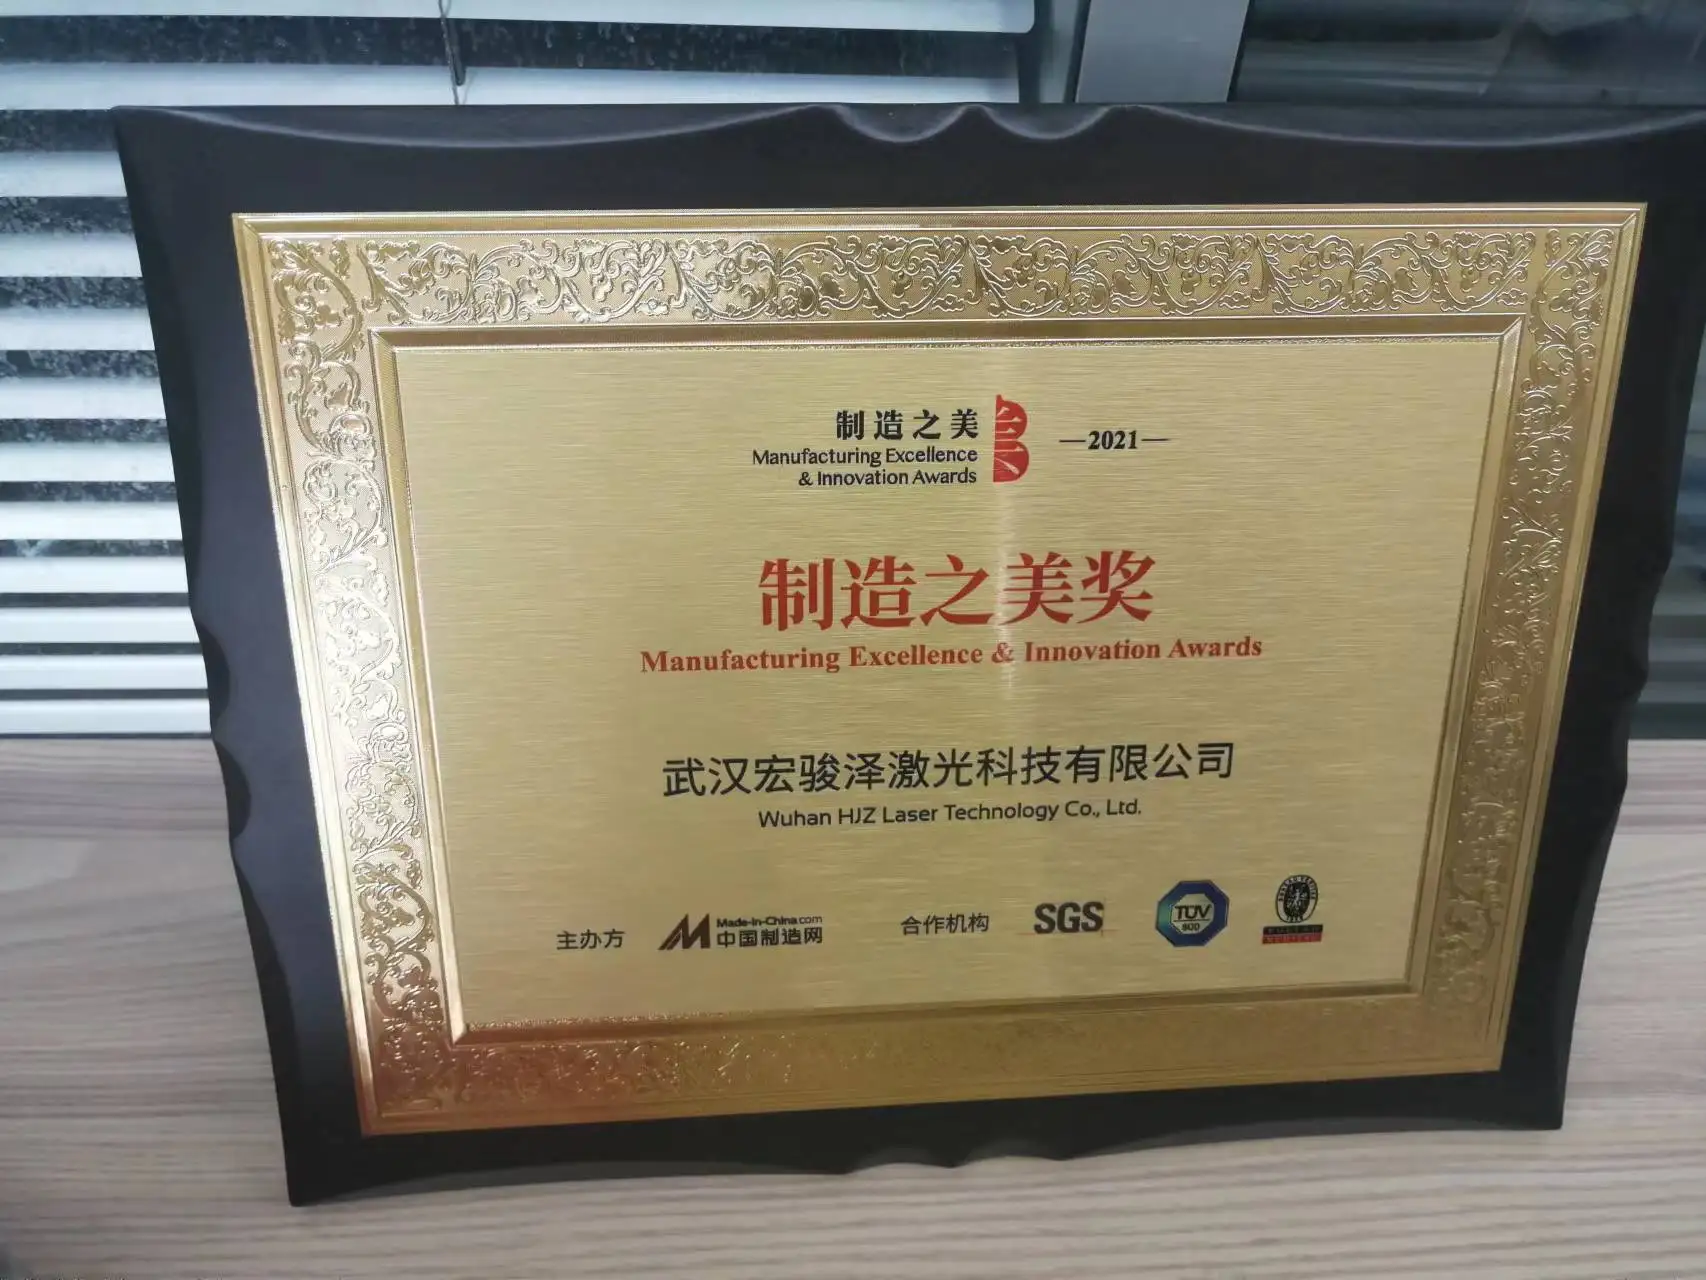 制造之美
Manufacturing Excellence
& Innovation Awards
—2021—
制造之美奖
Manufacturing Excellence & Innovation Awards
武汉宏骏泽激光科技有限公司
Wuhan HJZ Laser Technology Co., Ltd.
主办方
Made-in-China.com
中国制造网
合作机构
SGS
TÜV
SÜD